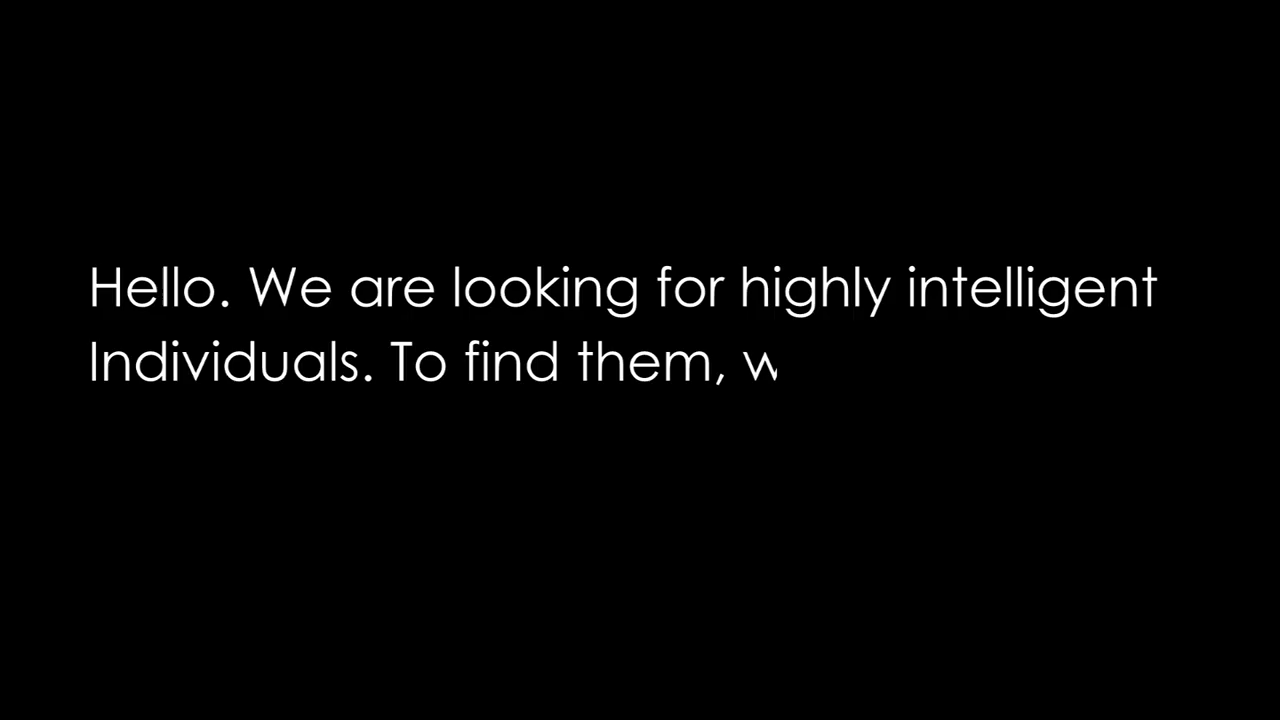 Hello. We are looking for highly intelligent
Individuals. To find them, w